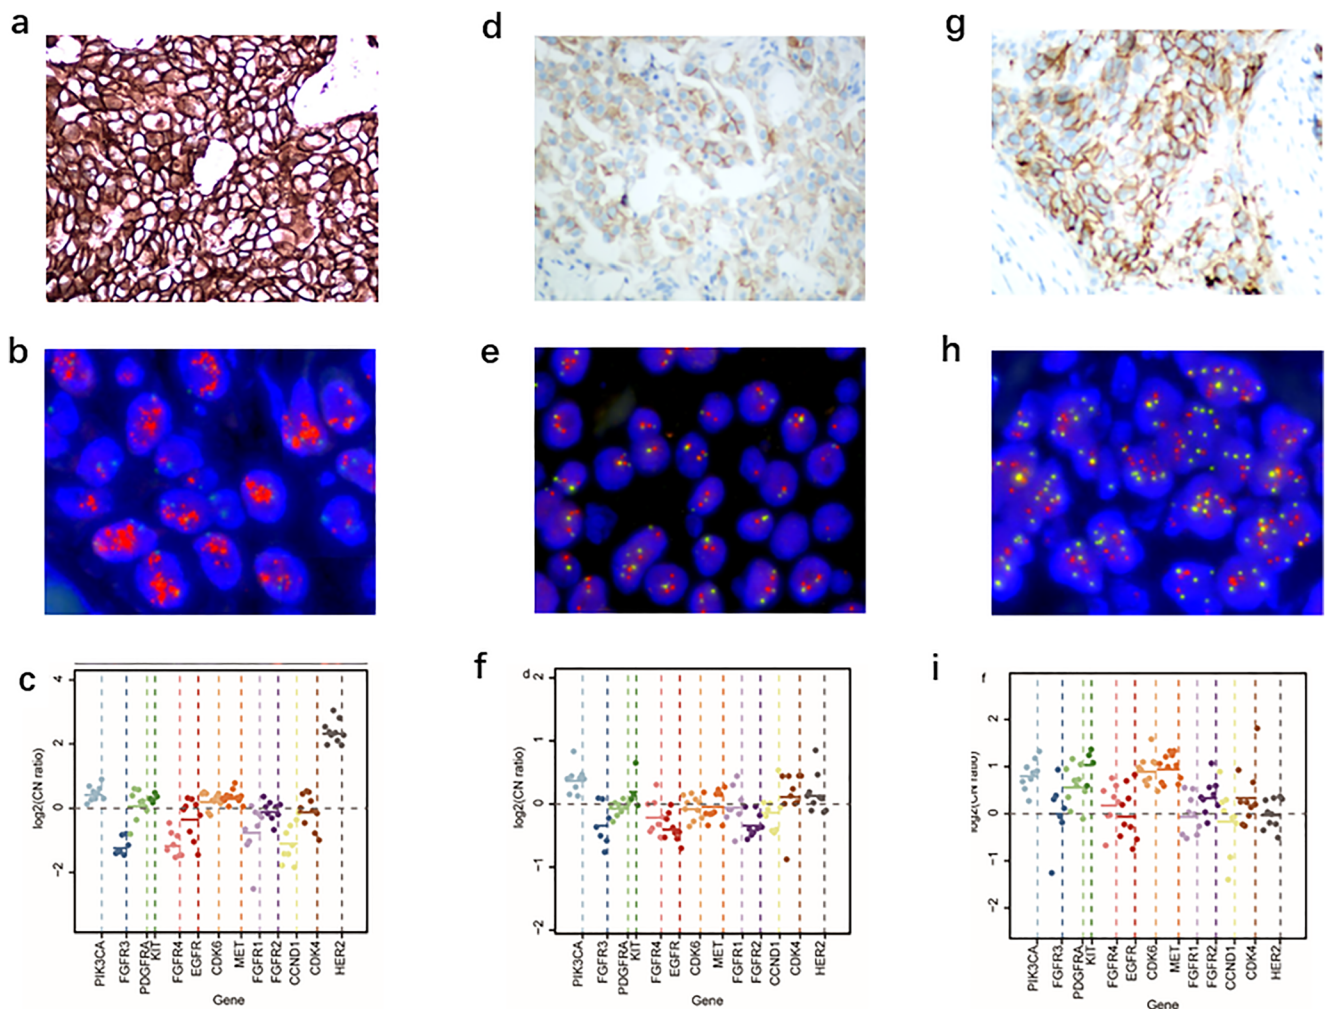 a
d
g
b
e
h
c
4
2
0
−2
log2(CN ratio)
PIK3CA
FGFR3
PDGFRA
KIT
FGFR4
EGFR
CDK6
MET
FGFR1
FGFR2
CCND1
CDK4
HER2
Gene
f
d
2
1
0
−1
−2
log2(CN ratio)
PIK3CA
FGFR3
PDGFRA
KIT
FGFR4
EGFR
CDK6
MET
FGFR1
FGFR2
CCND1
CDK4
HER2
Gene
i
2
1
0
−1
−2
log2(CN ratio)
PIK3CA
FGFR3
PDGFRA
KIT
FGFR4
EGFR
CDK6
MET
FGFR1
FGFR2
CCND1
CDK4
HER2
Gene